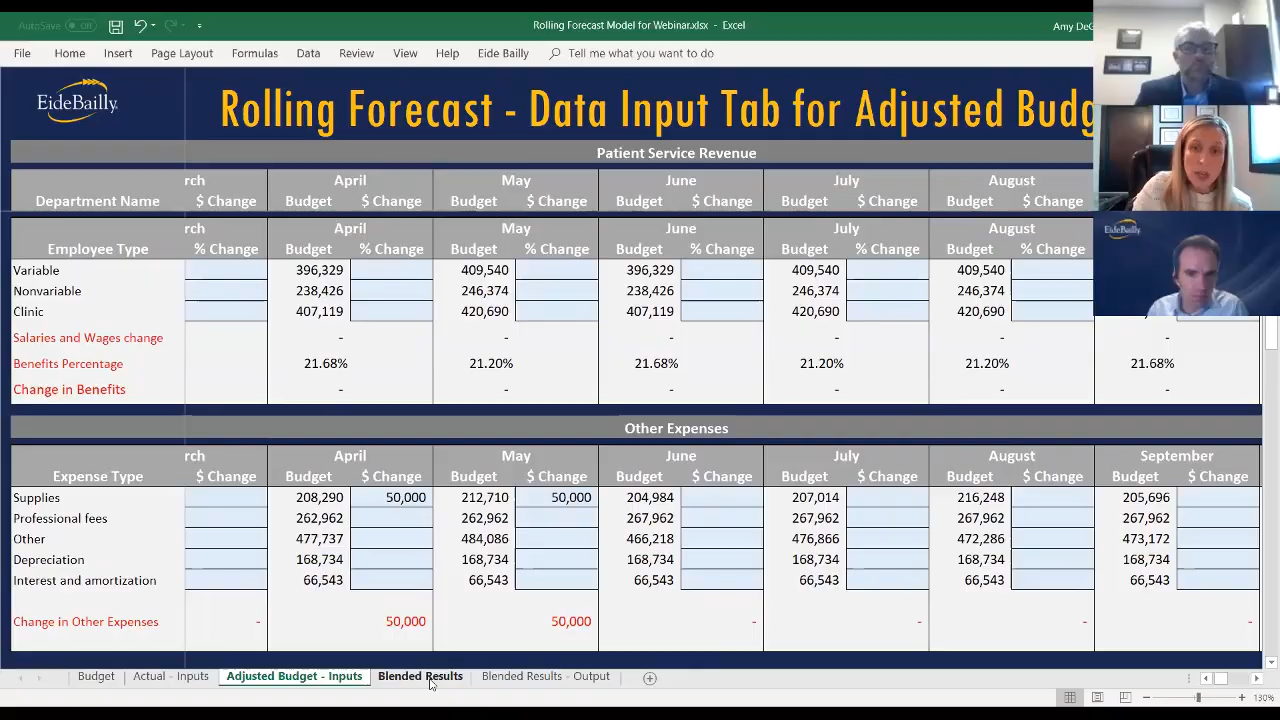 AutoSave Off Rolling Forecast Model for Webinar.xlsx - Excel Amy DeG
File Home Insert Page Layout Formulas Data Review View Help Eide Bailly Tell me what you want to do
EideBailly. Rolling Forecast - Data Input Tab for Adjusted Budg
EideBailly
Patient Service Revenue
rch April May June July August
Department Name $ Change Budget $ Change Budget $ Change Budget $ Change Budget $ Change Budget $ Change
rch April May June July August
Employee Type % Change Budget % Change Budget % Change Budget % Change Budget % Change Budget % Change
Variable 396,329 409,540 396,329 409,540 409,540
Nonvariable 238,426 246,374 238,426 246,374 246,374
Clinic 407,119 420,690 407,119 420,690 420,690
Salaries and Wages change - - - - - -
Benefits Percentage 21.68% 21.20% 21.68% 21.20% 21.20% 21.68%
Change in Benefits - - - - - -
Other Expenses
rch April May June July August September
Expense Type $ Change Budget $ Change Budget $ Change Budget $ Change Budget $ Change Budget $ Change Budget $ Change
Supplies 208,290 50,000 212,710 50,000 204,984 207,014 216,248 205,696
Professional fees 262,962 262,962 267,962 267,962 267,962 267,962
Other 477,737 484,086 466,218 476,866 472,286 473,172
Depreciation 168,734 168,734 168,734 168,734 168,734 168,734
Interest and amortization 66,543 66,543 66,543 66,543 66,543 66,543
Change in Other Expenses - 50,000 50,000 - - - -
Budget Actual - Inputs Adjusted Budget - Inputs Blended Results Blended Results - Output
130%